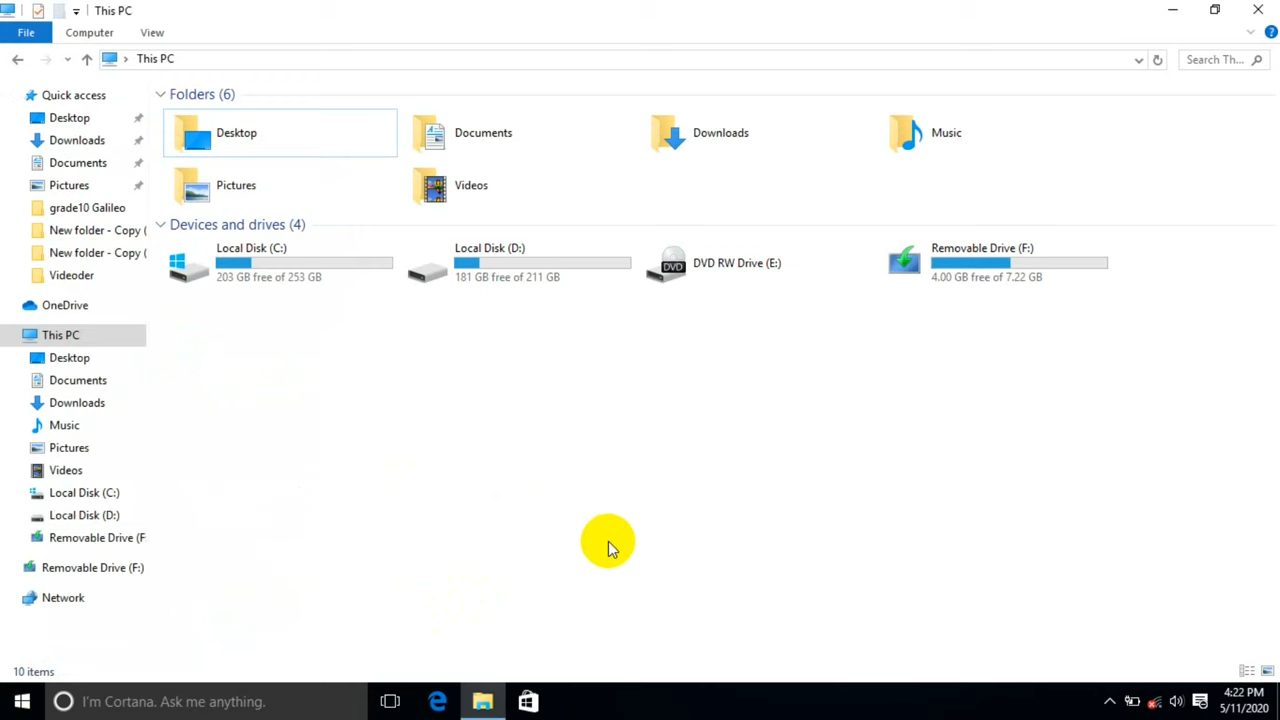 This PC
File Computer View
This PC
Search Th...
Quick access
Desktop
Downloads
Documents
Pictures
grade10 Galileo
New folder - Copy (
New folder - Copy (
Videoder
OneDrive
This PC
Desktop
Documents
Downloads
Music
Pictures
Videos
Local Disk (C:)
Local Disk (D:)
Removable Drive (F
Removable Drive (F:)
Network
Folders (6)
Desktop
Documents
Downloads
Music
Pictures
Videos
Devices and drives (4)
Local Disk (C:)
203 GB free of 253 GB
Local Disk (D:)
181 GB free of 211 GB
DVD
DVD RW Drive (E:)
Removable Drive (F:)
4.00 GB free of 7.22 GB
10 items
I'm Cortana. Ask me anything.
4:22 PM
5/11/2020